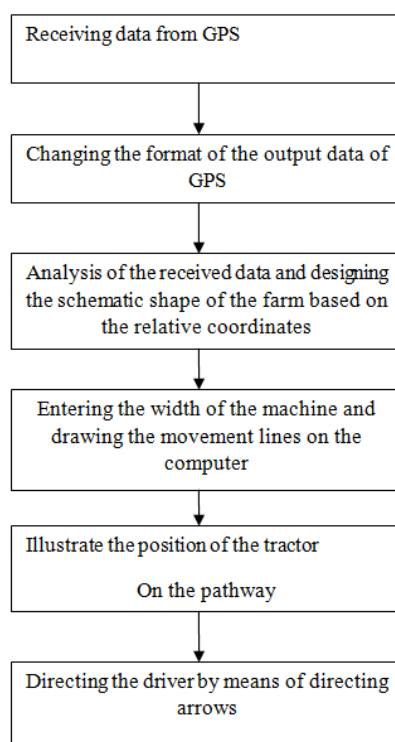 Receiving data from GPS
Changing the format of the output data of
GPS
Analysis of the received data and designing
the schematic shape of the farm based on
the relative coordinates
Entering the width of the machine and
drawing the movement lines on the
computer
Illustrate the position of the tractor
On the pathway
Directing the driver by means of directing
arrows